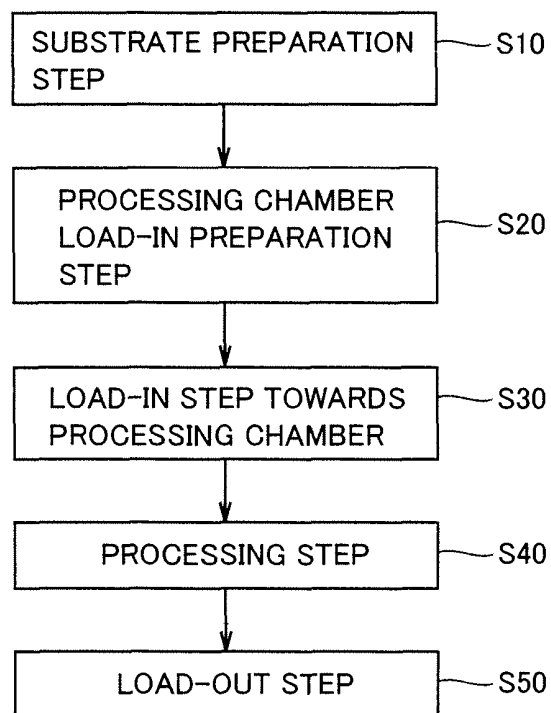 SUBSTRATE PREPARATION
STEP
S10
PROCESSING CHAMBER
LOAD-IN PREPARATION
STEP
S20
LOAD-IN STEP TOWARDS
PROCESSING CHAMBER
S30
PROCESSING STEP
S40
LOAD-OUT STEP
S50